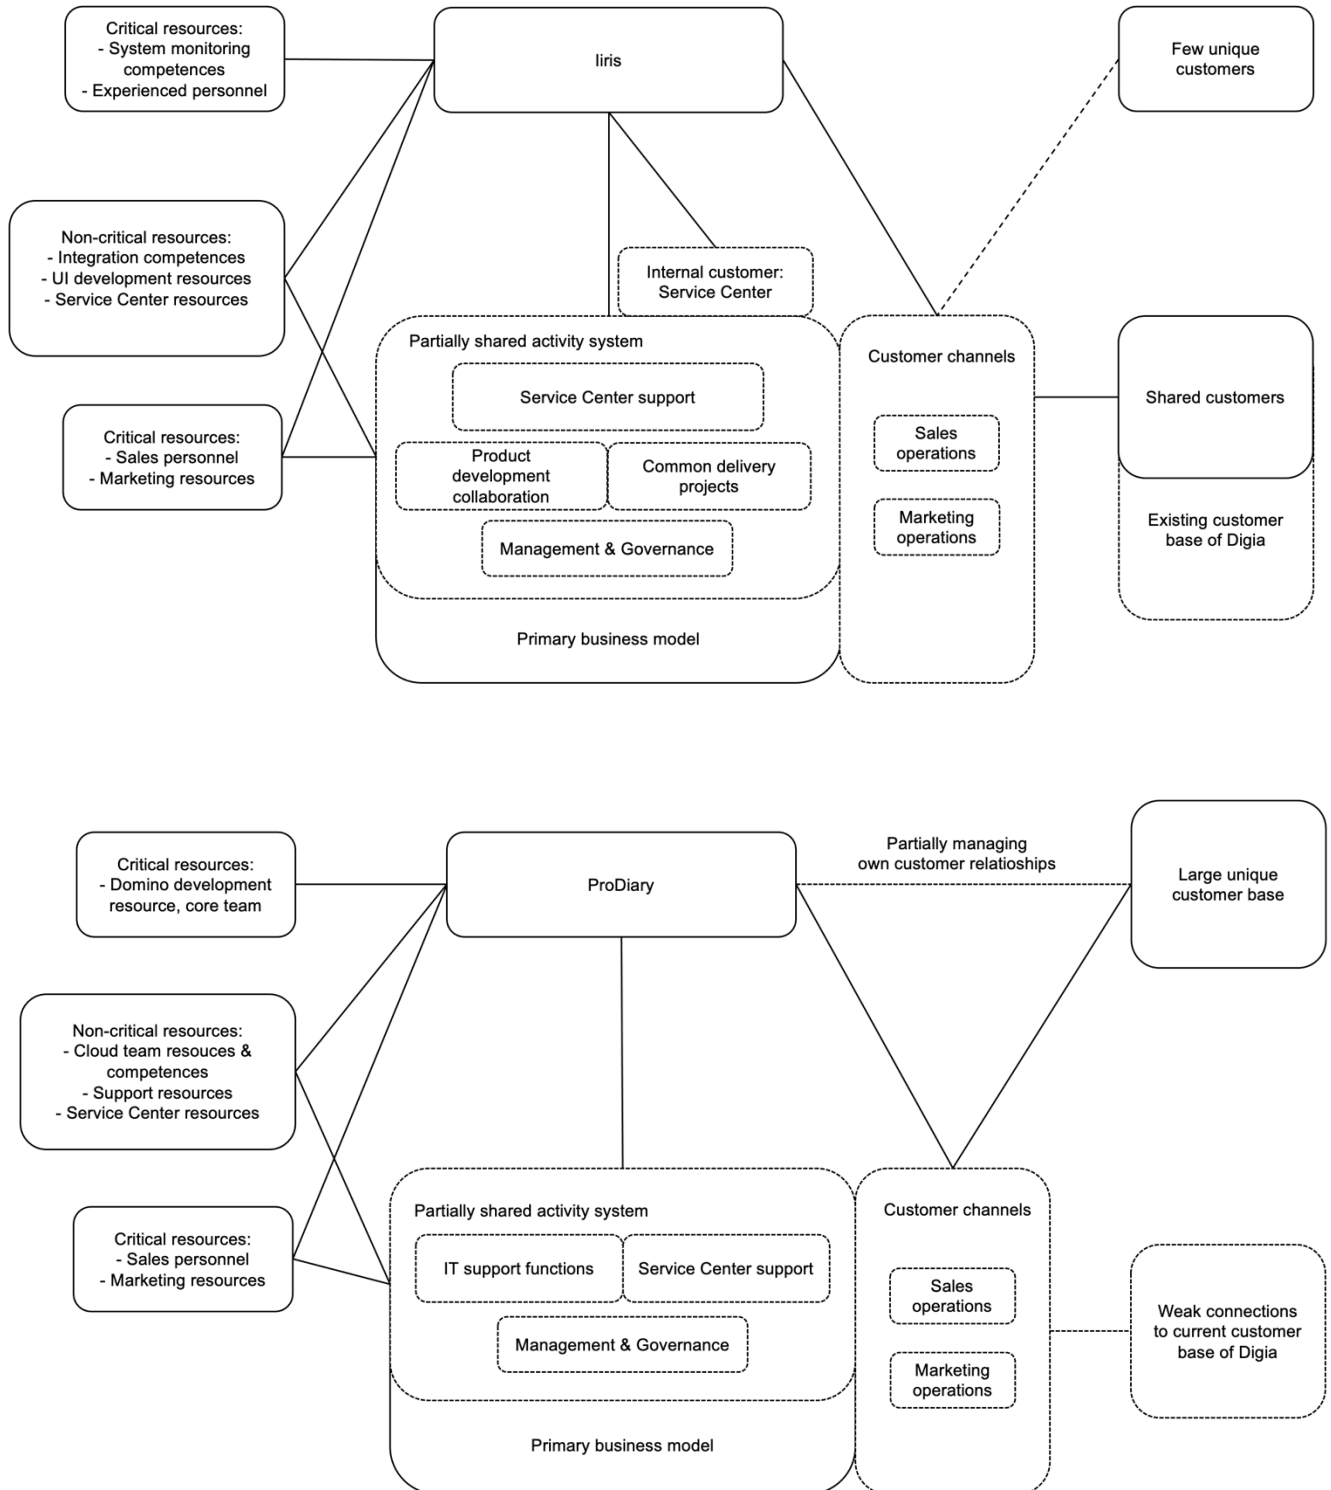 Critical resources:
- System monitoring
competences
- Experienced personnel
Iiris
Few unique
customers
Non-critical resources:
- Integration competences
- UI development resources
- Service Center resources
Internal customer:
Service Center
Partially shared activity system
Service Center support
Product
development
collaboration
Common delivery
projects
Management & Governance
Primary business model
Critical resources:
- Sales personnel
- Marketing resources
Customer channels
Sales
operations
Marketing
operations
Shared customers
Existing customer
base of Digia
Critical resources:
- Domino development
resource, core team
ProDiary
Partially managing
own customer relatioships
Large unique
customer base
Non-critical resources:
- Cloud team resouces &
competences
- Support resources
- Service Center resources
Critical resources:
- Sales personnel
- Marketing resources
Partially shared activity system
IT support functions
Service Center support
Management & Governance
Primary business model
Customer channels
Sales
operations
Marketing
operations
Weak connections
to current customer
base of Digia